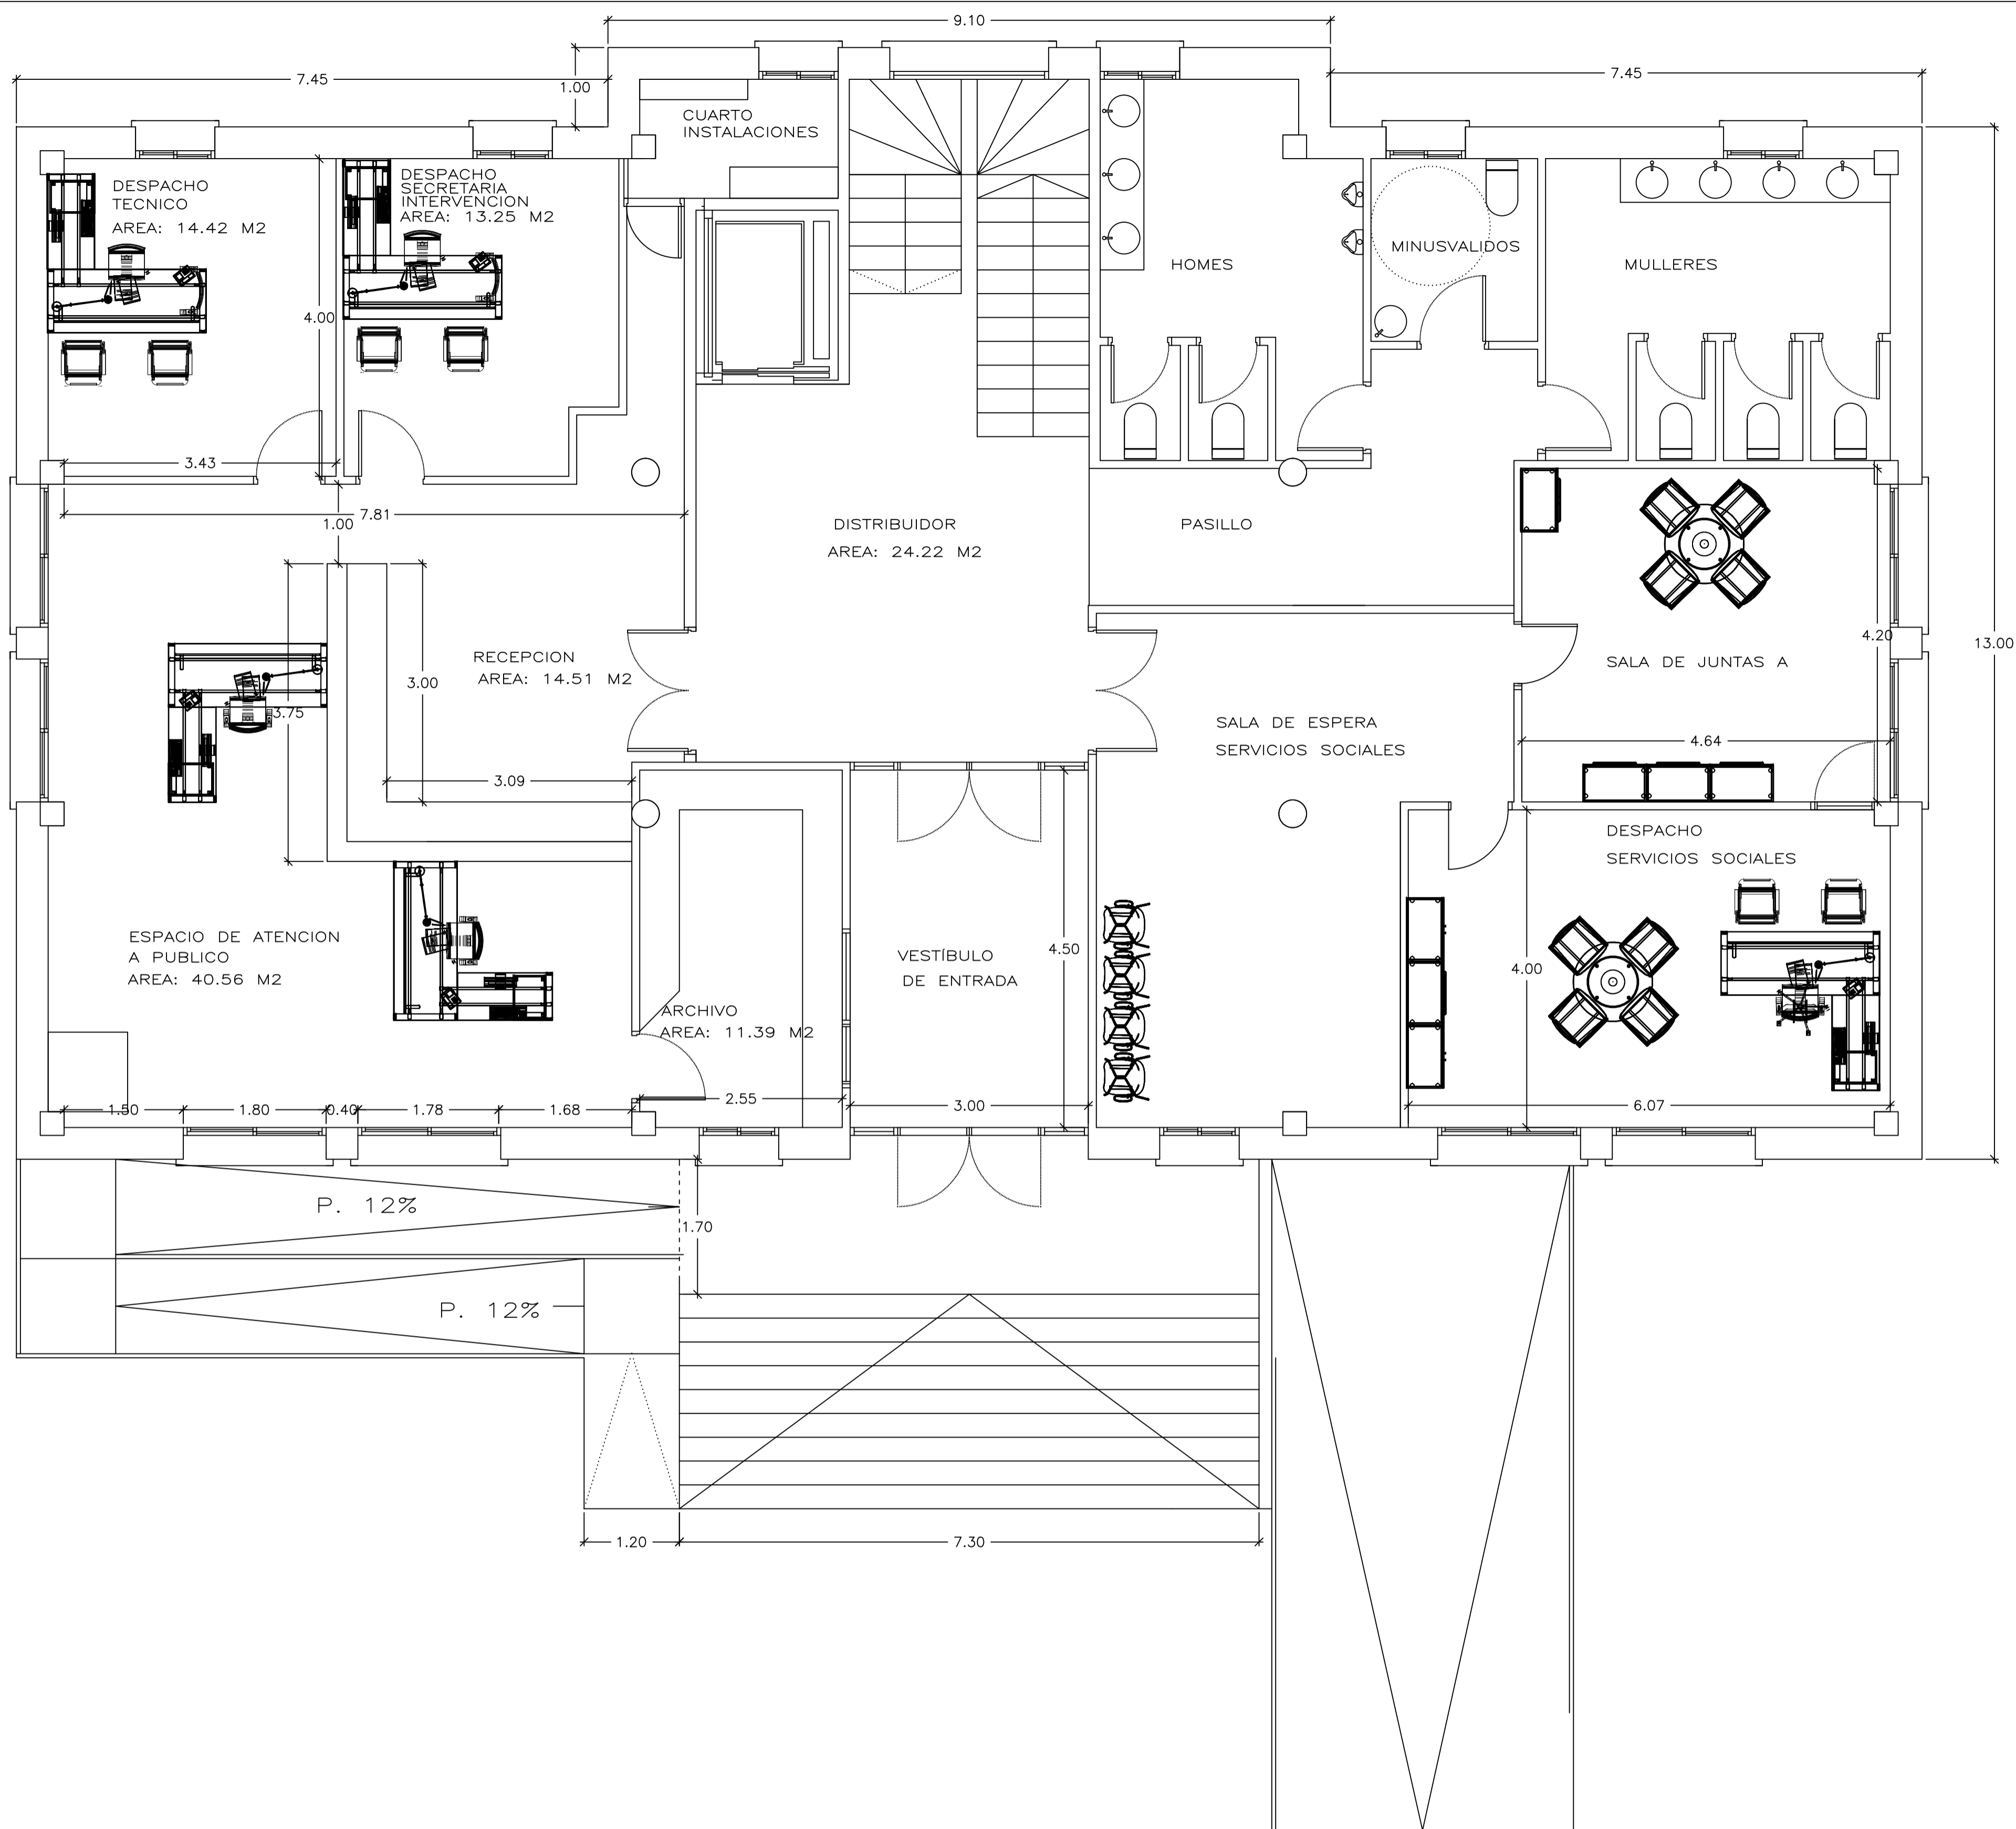 9.10
7.45
1.00
7.45
CUARTO
INSTALACIONES
DESPACHO
TECNICO
AREA: 14.42 M2
DESPACHO
SECRETARIA
INTERVENCION
AREA: 13.25 M2
HOMES
MINUSVALIDOS
MULLERES
4.00
3.43
7.81
1.00
DISTRIBUIDOR
AREA: 24.22 M2
PASILLO
4.20
13.00
RECEPCION
AREA: 14.51 M2
3.00
3.75
SALA DE JUNTAS A
SALA DE ESPERA
SERVICIOS SOCIALES
4.64
3.09
DESPACHO
SERVICIOS SOCIALES
ESPACIO DE ATENCION
A PUBLICO
AREA: 40.56 M2
VESTÍBULO
DE ENTRADA
4.50
4.00
ARCHIVO
AREA: 11.39 M2
1.50
1.80
0.40
1.78
1.68
2.55
3.00
6.07
P. 12%
1.70
P. 12%
1.20
7.30